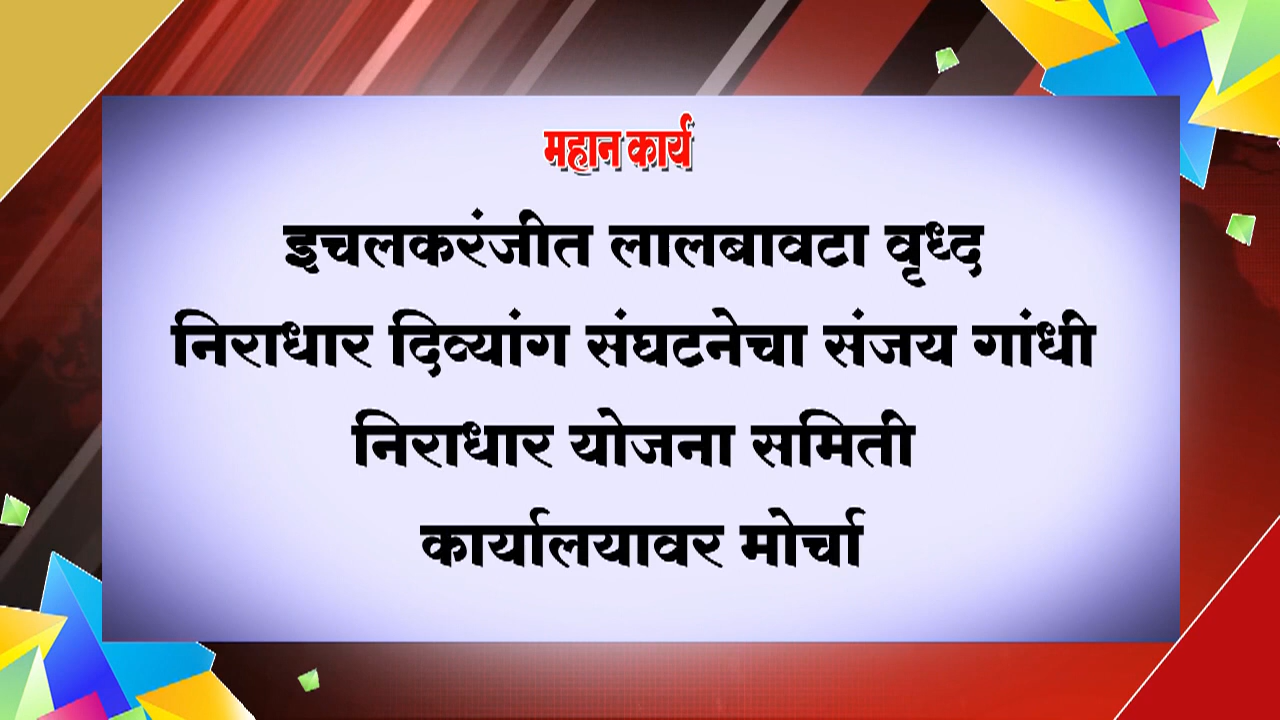 महान कार्य
इचलकरंजीत लालबावटा वृध्द
निराधार दिव्यांग संघटनेचा संजय गांधी
निराधार योजना समिती
कार्यालयावर मोर्चा